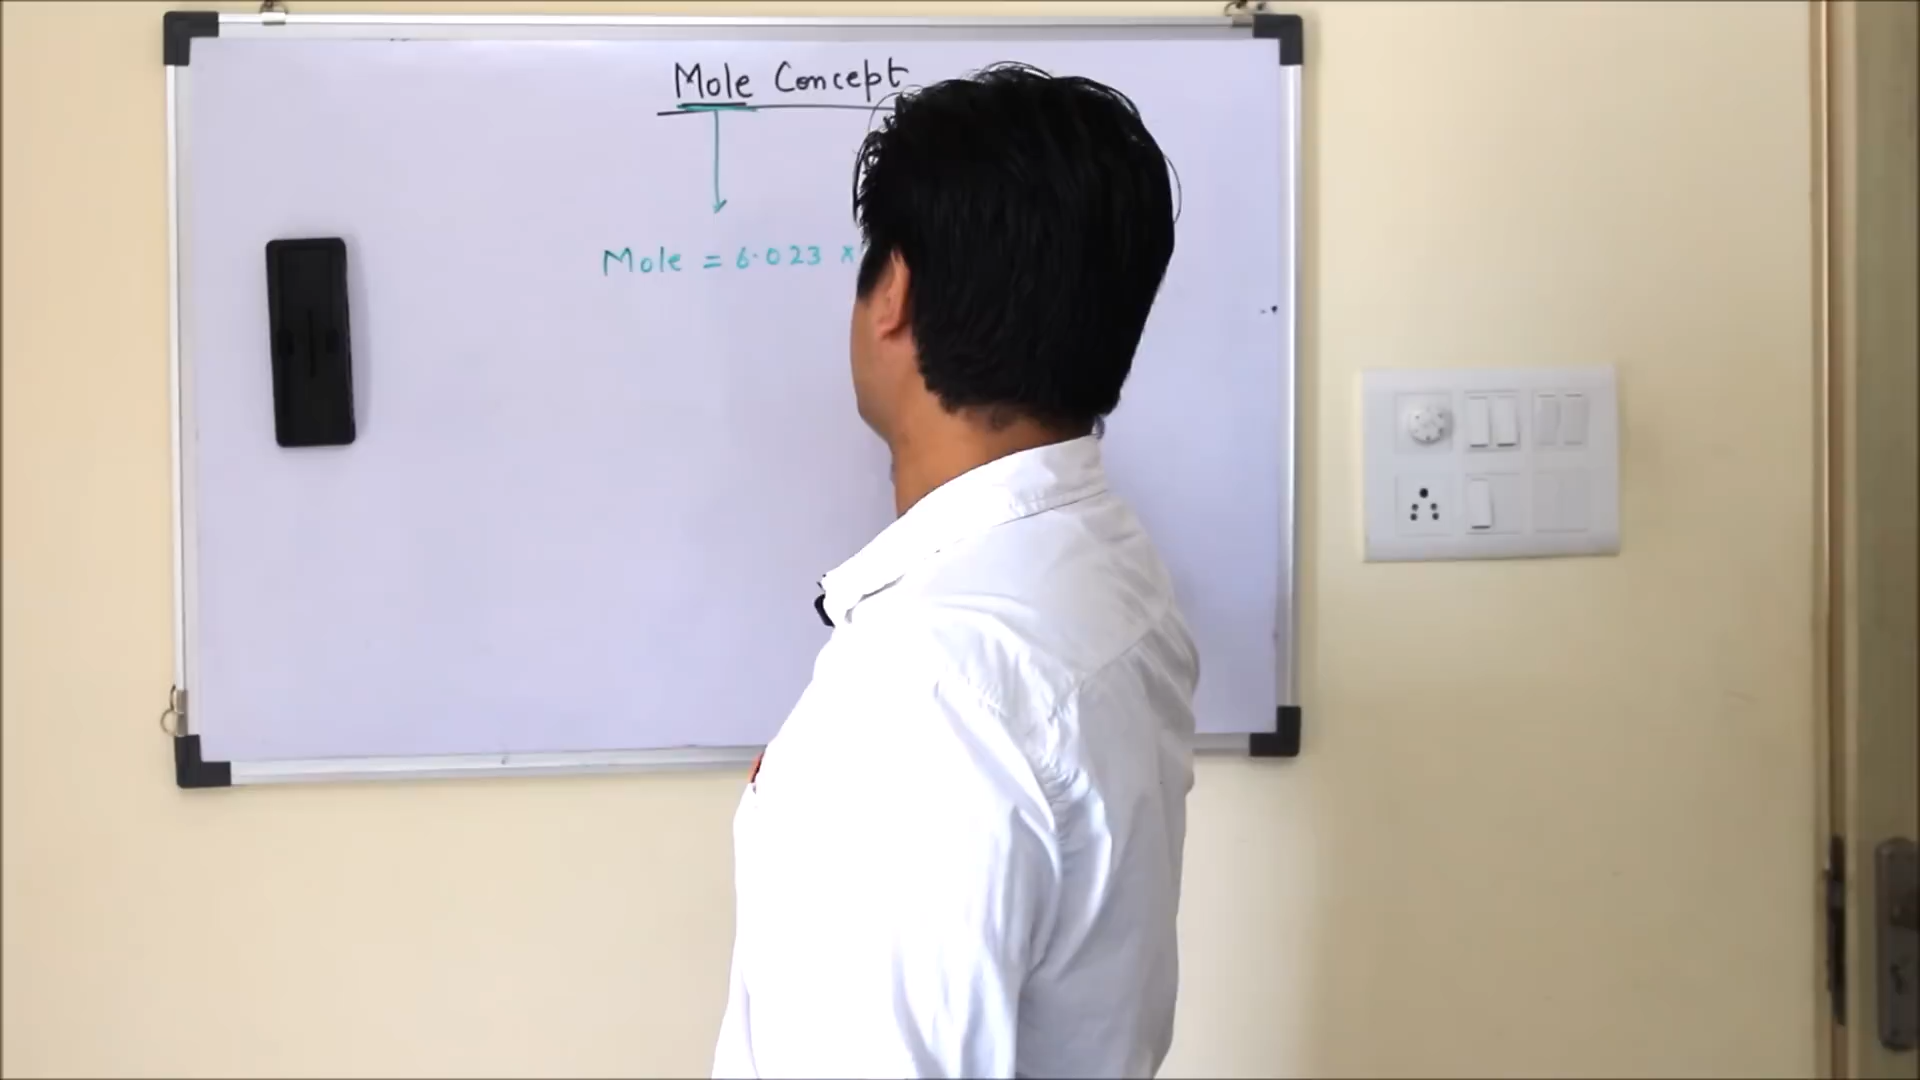 Mole Concept
Mole = 6.023 ×